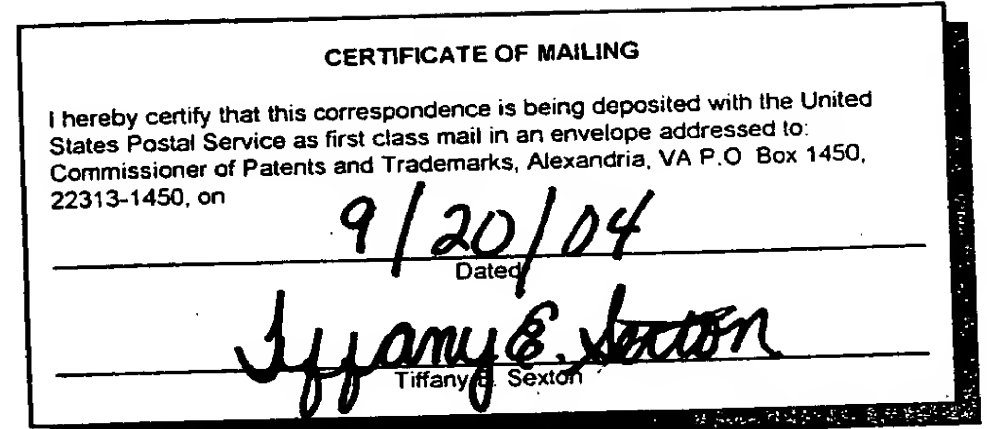 CERTIFICATE OF MAILING
I hereby certify that this correspondence is being deposited with the United
States Postal Service as first class mail in an envelope addressed to:
Commissioner of Patents and Trademarks, Alexandria, VA P.O Box 1450,
22313-1450, on
9/20/04
Dated
Tiffany E. Sexton
Tiffany E. Sexton